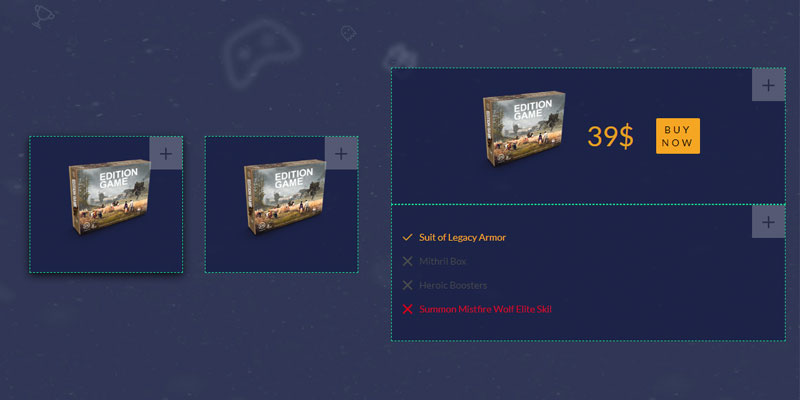 EDITION
GAME
EDITION
GAME
EDITION
GAME
39$
BUY
NOW
Suit of Legacy Armor
Mithril Box
Heroic Boosters
Summon Mistfire Wolf Elite Skil